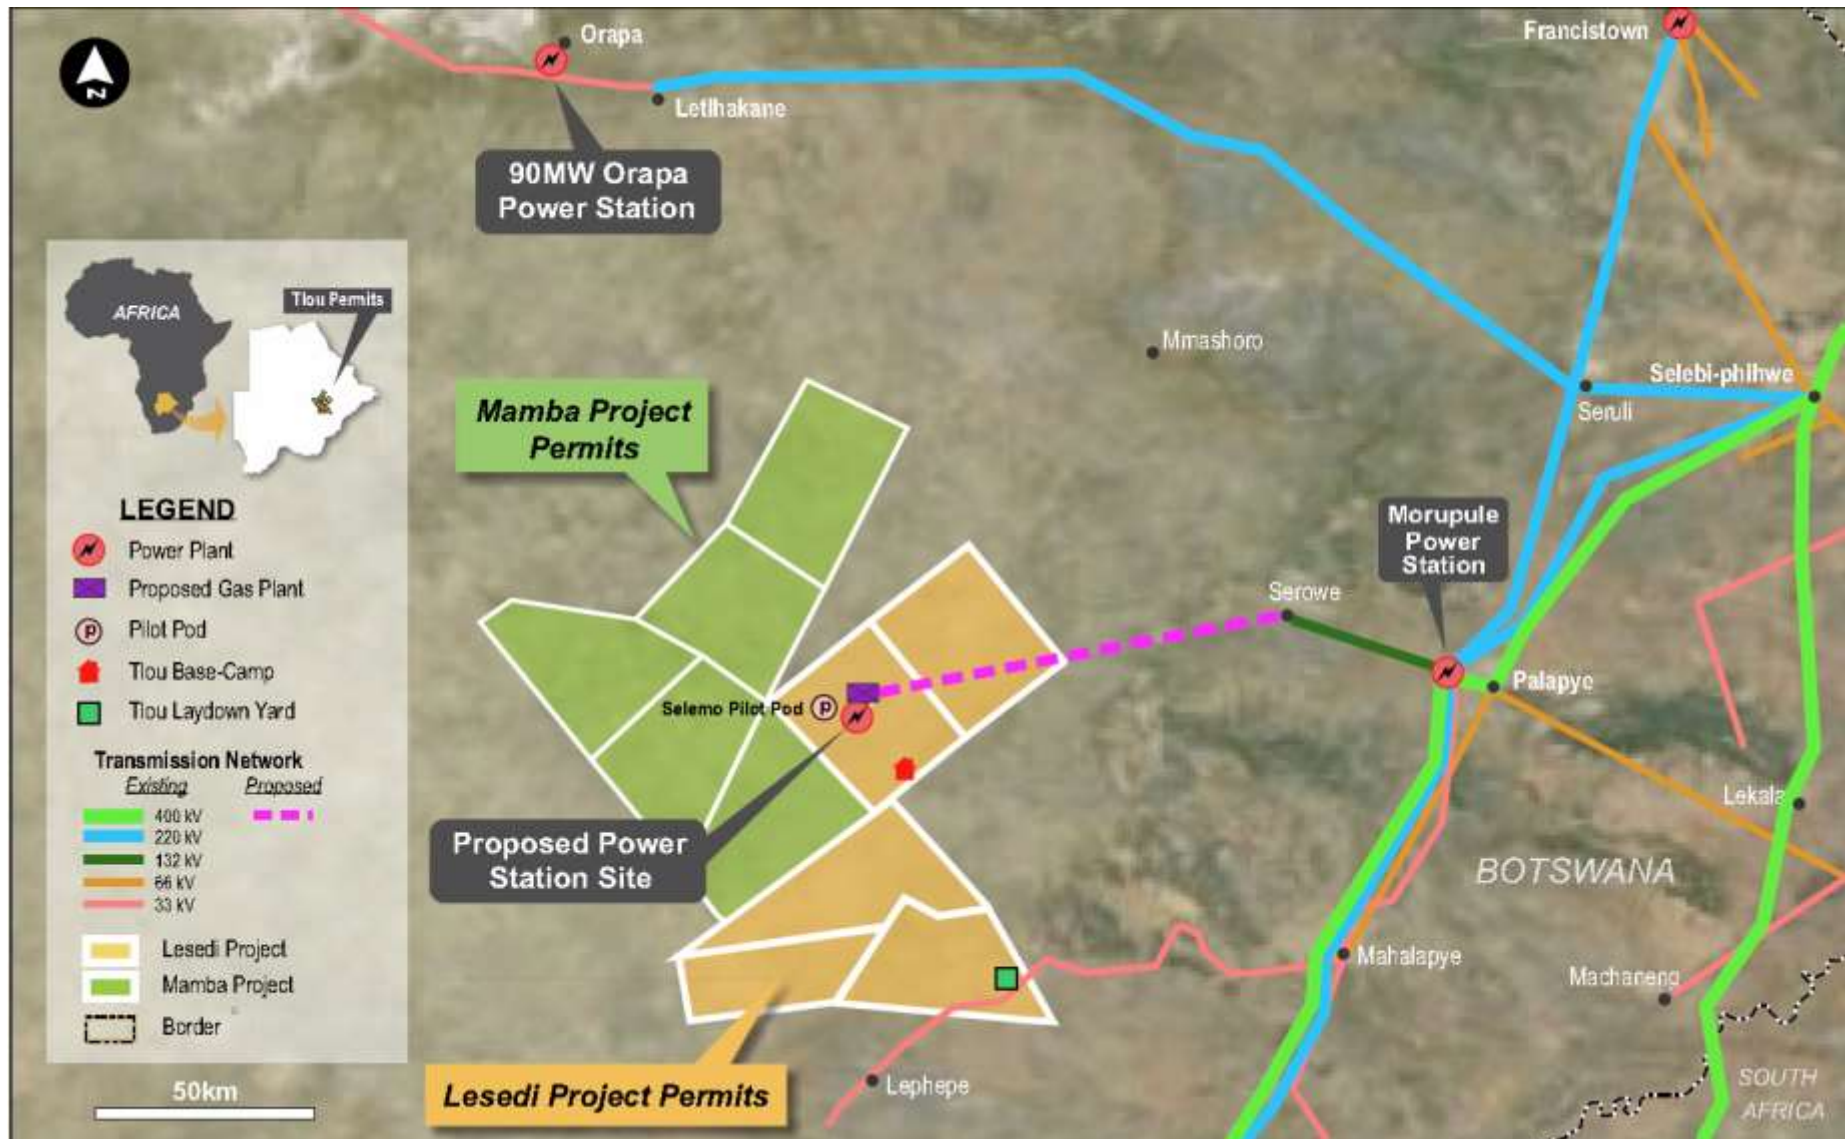 Francistown
Orapa
Letlhakane
90MW Orapa
Power Station
N
AFRICA
Tlou Permits
Mmashoro
Selebi-phihwe
Seruli
Mamba Project
Permits
LEGEND
Power Plant
Proposed Gas Plant
P
Pilot Pod
Tlou Base-Camp
Tlou Laydown Yard
Transmission Network
Existing
Proposed
400 kV
220 kV
132 kV
66 kV
33 kV
Lesedi Project
Mamba Project
Border
50km
Morupule
Power
Station
Serowe
Palapye
Selemo Pilot Pod
P
Proposed Power
Station Site
Lekala
BOTSWANA
Mahalapye
Machaneng
Lesedi Project Permits
Lephepe
SOUTH
AFRICA